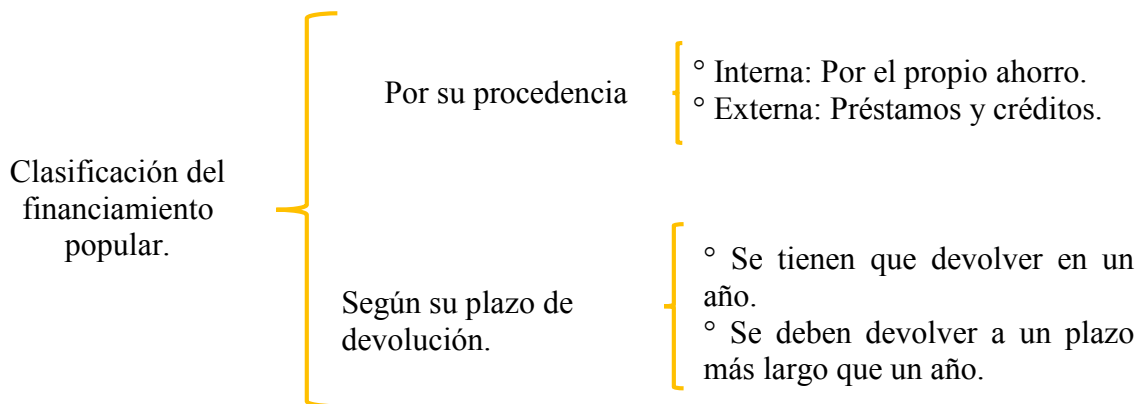 Clasificación del
financiamiento
popular.
Por su procedencia
° Interna: Por el propio ahorro.
° Externa: Préstamos y créditos.
Según su plazo de
devolución.
° Se tienen que devolver en un
año.
° Se deben devolver a un plazo
más largo que un año.